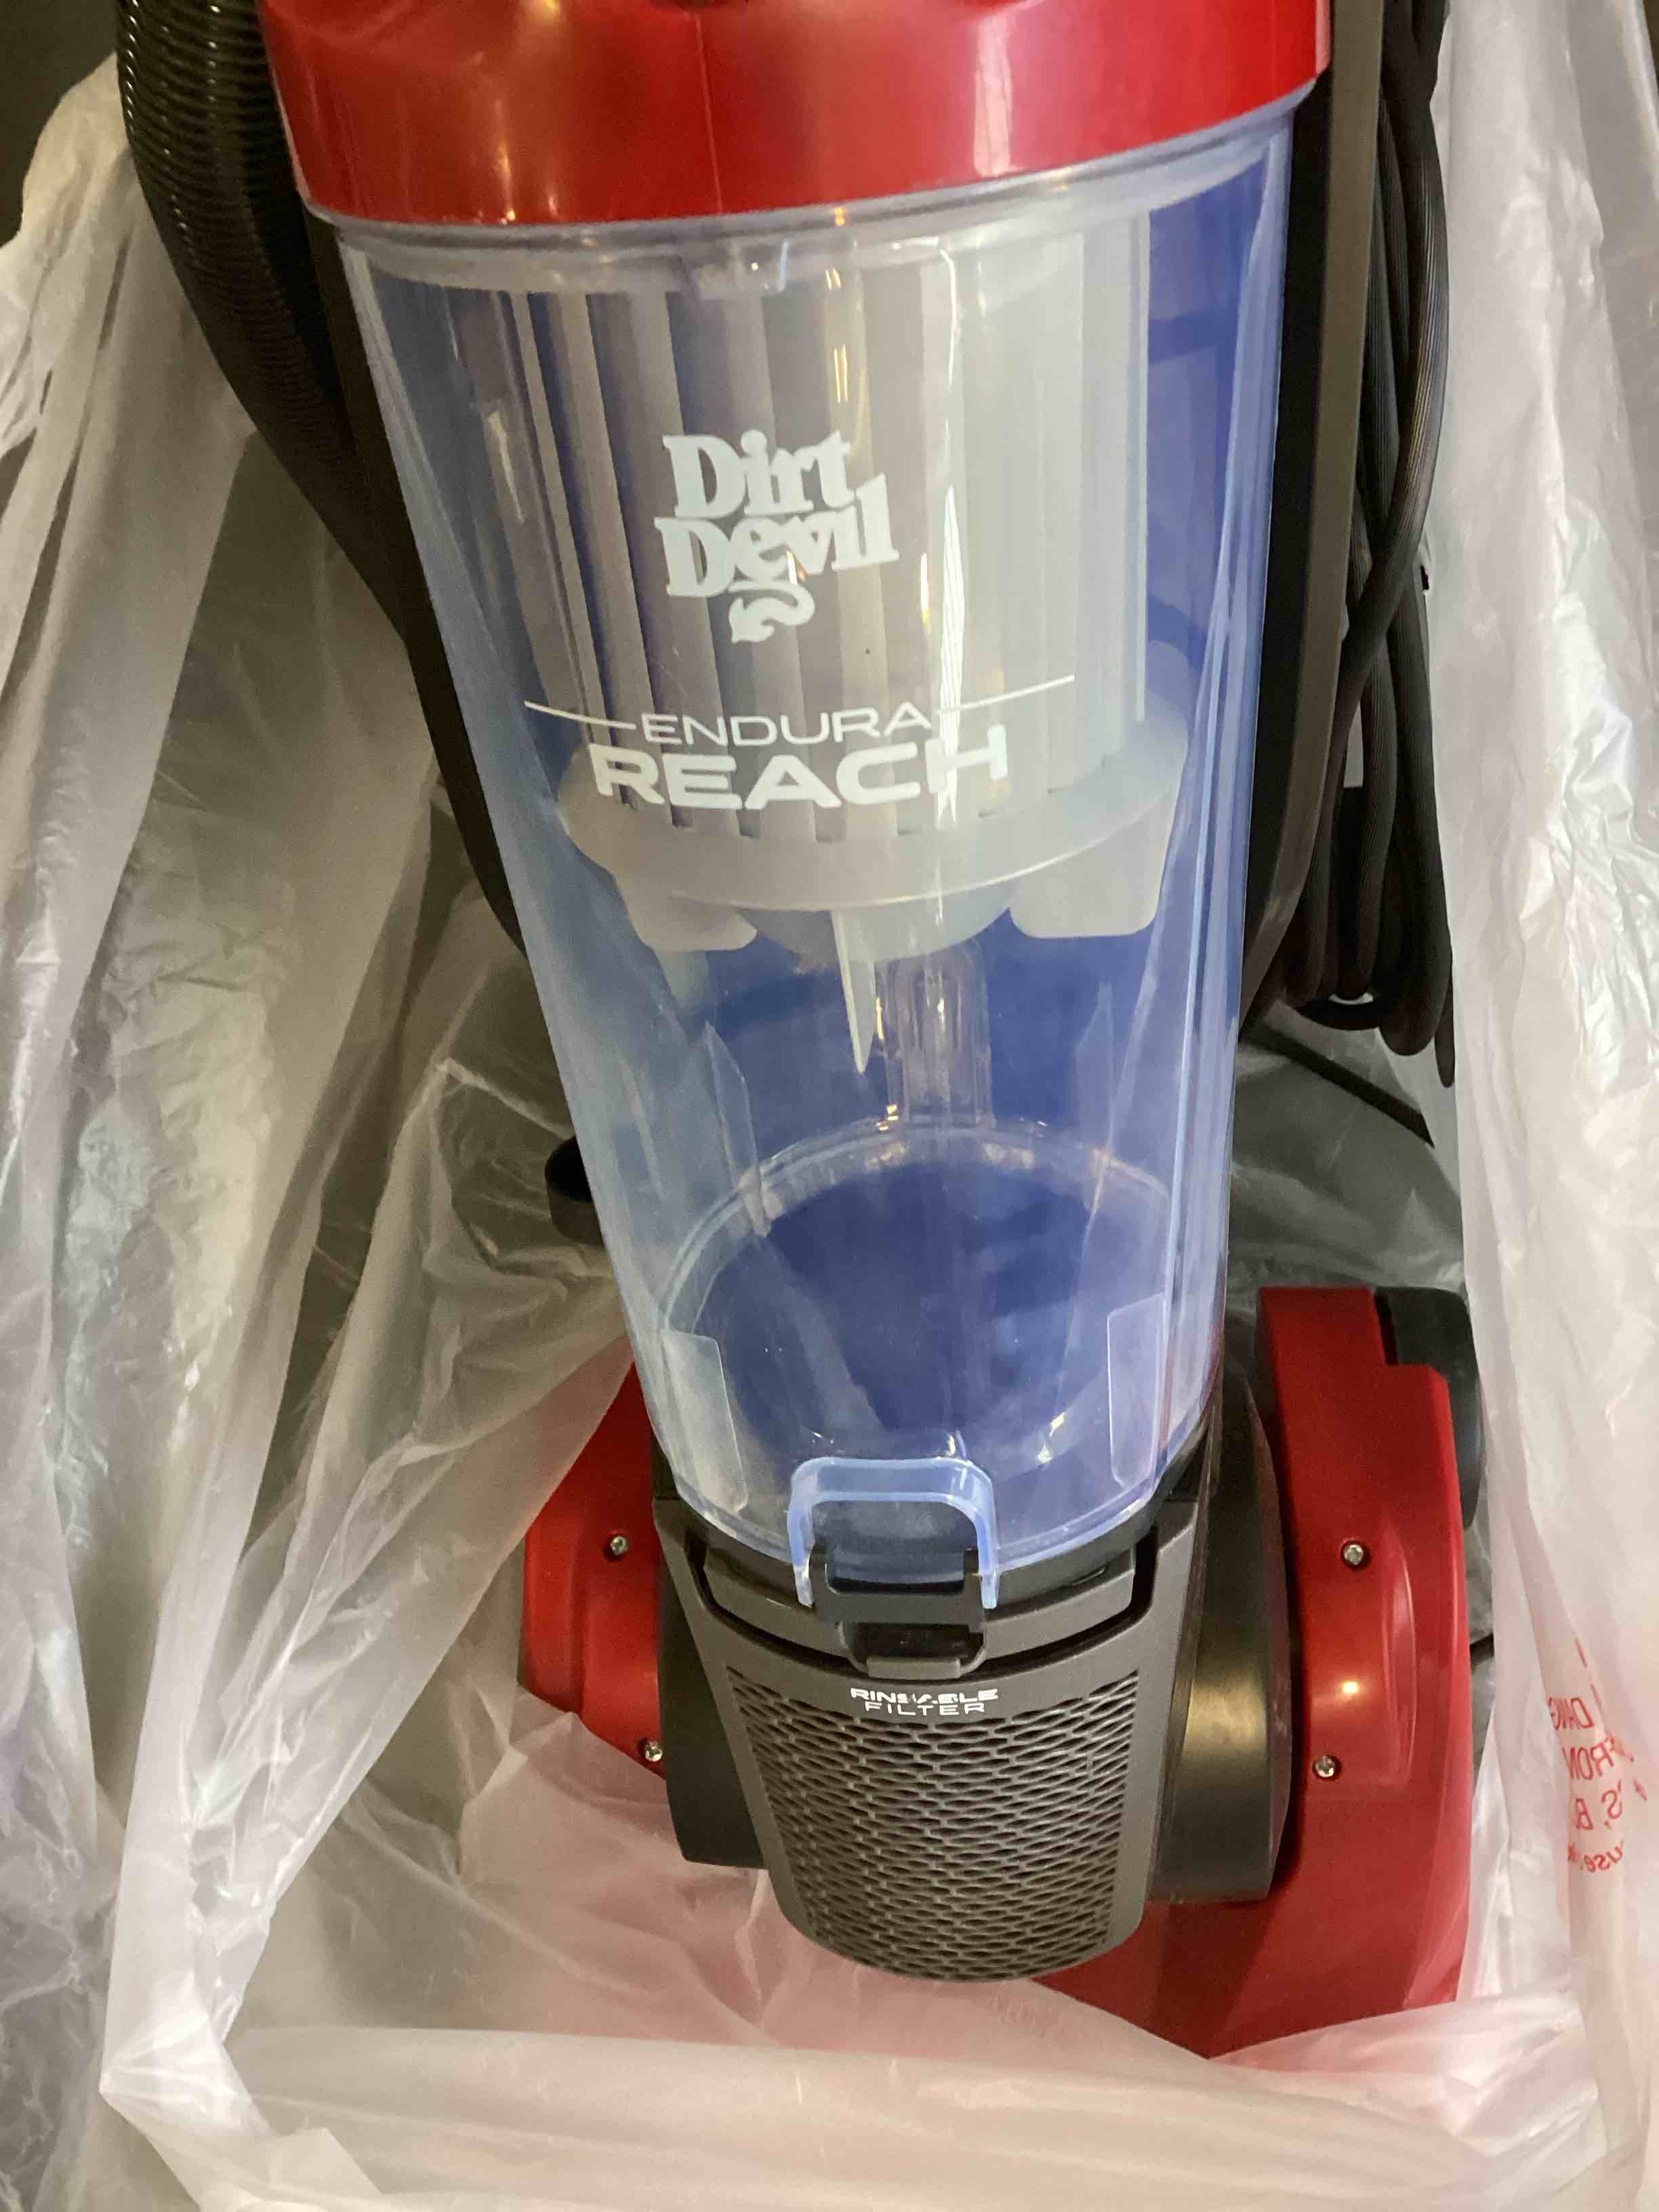 Dirt
Devil
ENDURA
REACH
RINSABLE
FILTER